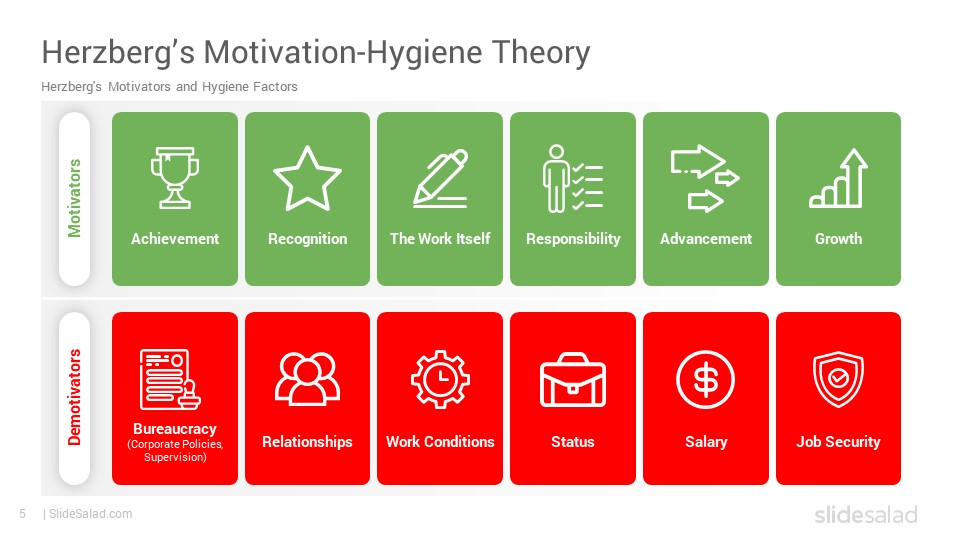 Herzberg’s Motivation-Hygiene Theory
Herzberg's Motivators and Hygiene Factors
Motivators
Achievement
Recognition
The Work Itself
Responsibility
Advancement
Growth
Demotivators
Bureaucracy
(Corporate Policies,
Supervision)
Relationships
Work Conditions
Status
$
Salary
Job Security
5 | SlideSalad.com
slidesalad